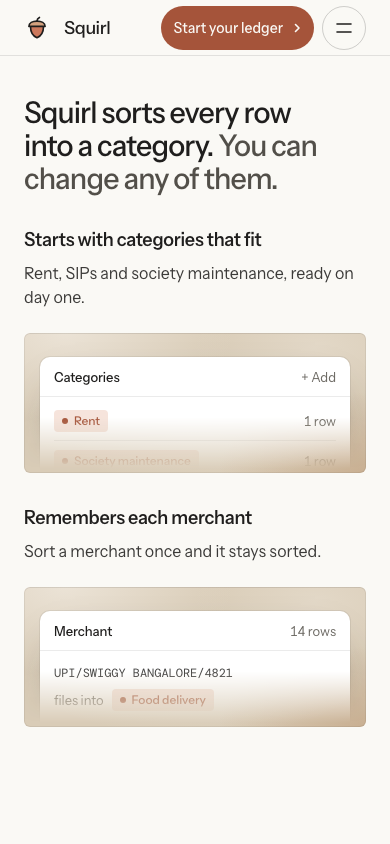 Squirl
Start your ledger
Squirl sorts every row
into a category. You can
change any of them.
Starts with categories that fit
Rent, SIPs and society maintenance, ready on
day one.
Categories
+ Add
Rent
1 row
Society maintenance
1 row
Remembers each merchant
Sort a merchant once and it stays sorted.
Merchant
14 rows
UPI/SWIGGY BANGALORE/4821
files into
Food delivery